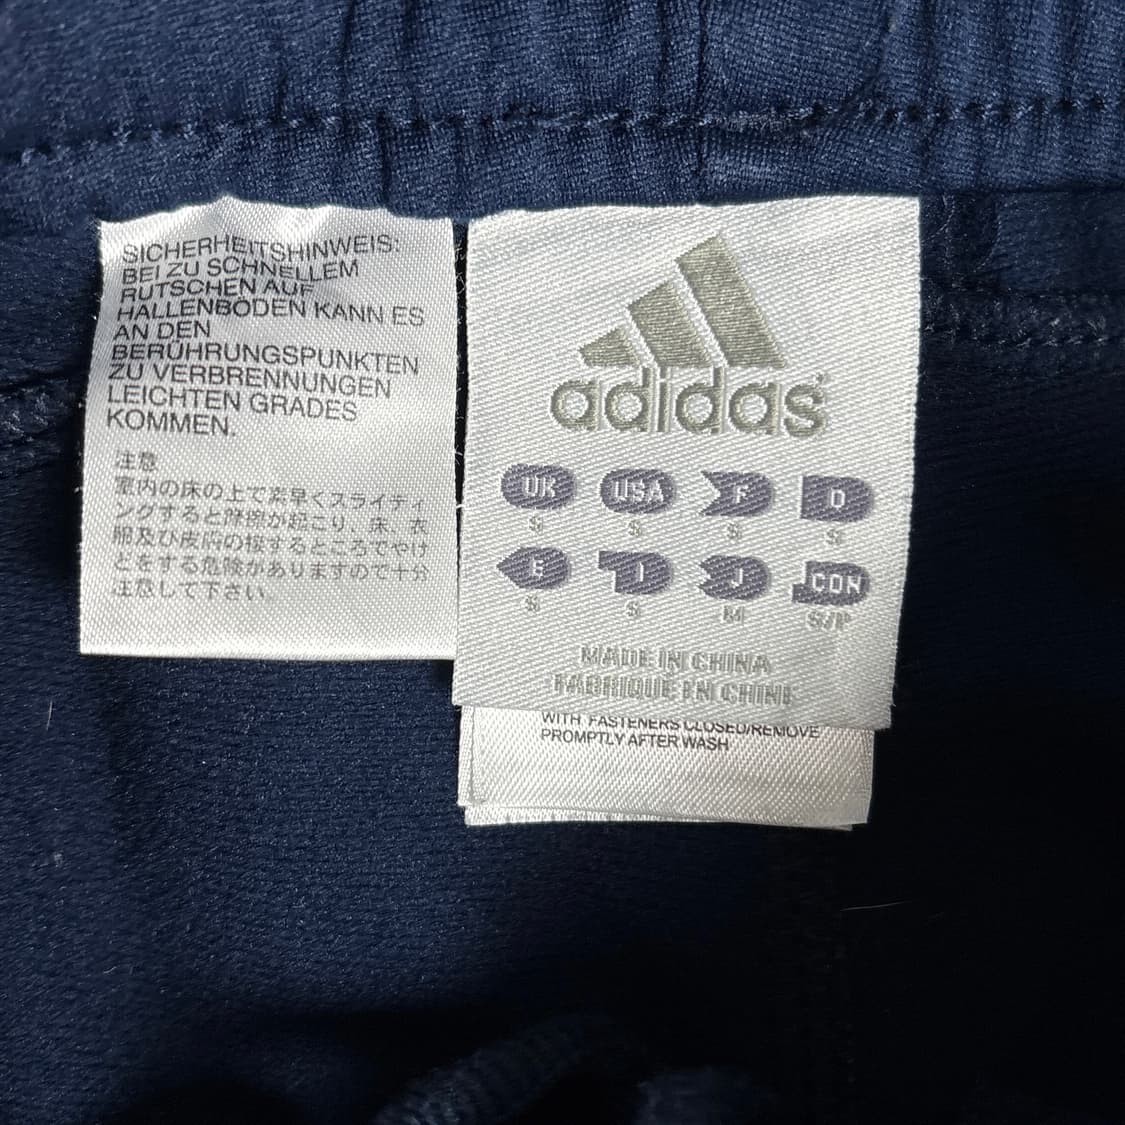 SICHERHEITSHINWEIS:
BEI ZU SCHNELLEM
RUTSCHEN AUF
HALLENBÖDEN KANN ES
AN DEN
BERÜHRUNGSPUNKTEN
ZU VERBRENNUNGEN
LEICHTEN GRADES
KOMMEN.
注意
室内の床の上で素早くスライディ
ングすると摩擦が起こり、床、衣
服及び皮膚の接するところでやけ
どをする危険がありますので十分
注意して下さい。
adidas®
UK USA F D
S S S S
E I J CDN
S S M S/P
MADE IN CHINA
FABRIQUE EN CHINE
WITH FASTENERS CLOSED/REMOVE
PROMPTLY AFTER WASH